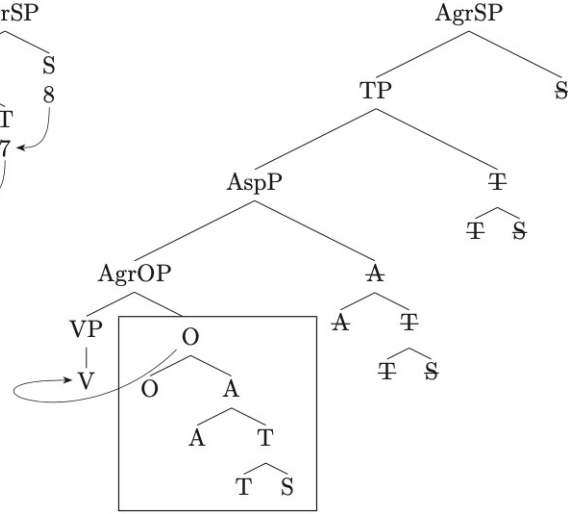 rSP AgrSP
S
8 TP S
T
7
AspP T
T S
AgrOP A
VP O A T
V O A T S
A T
T S